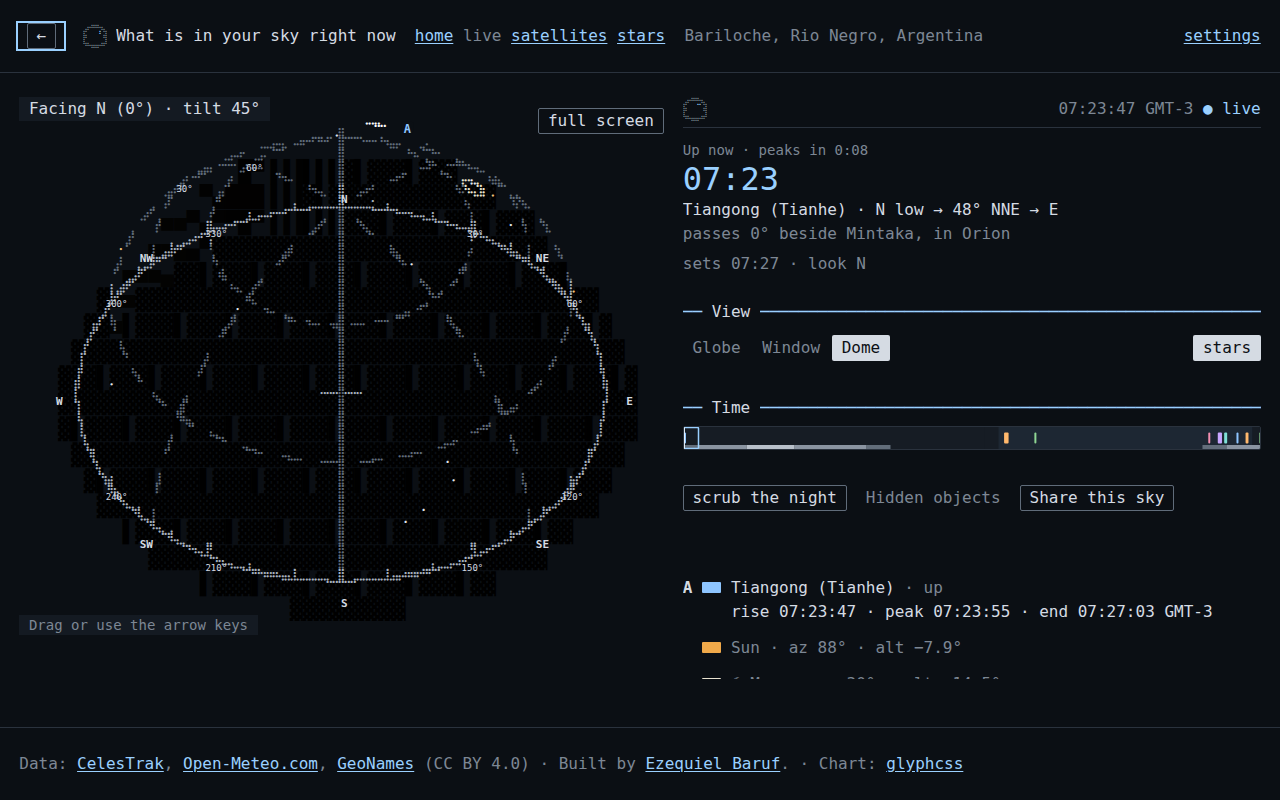 ← What is in your sky right now home live satellites stars Bariloche, Rio Negro, Argentina settings
Facing N (0°) · tilt 45°
full screen
A
60°
30°
N
330°
30°
NW
NE
300°
60°
W
E
240°
120°
SW
SE
210°
150°
S
Drag or use the arrow keys
07:23:47 GMT-3 ● live
Up now · peaks in 0:08
07:23
Tiangong (Tianhe) · N low → 48° NNE → E
passes 0° beside Mintaka, in Orion
sets 07:27 · look N
View
Globe Window Dome stars
Time
scrub the night Hidden objects Share this sky
A Tiangong (Tianhe) · up
rise 07:23:47 · peak 07:23:55 · end 07:27:03 GMT-3
Sun · az 88° · alt −7.9°
Data: CelesTrak, Open-Meteo.com, GeoNames (CC BY 4.0) · Built by Ezequiel Baruf. · Chart: glyphcss